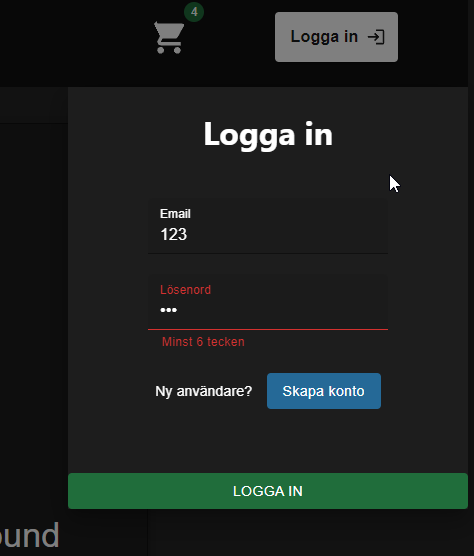 4
Logga in
Logga in
Email
123
Lösenord
•••
Minst 6 tecken
Ny användare? Skapa konto
LOGGA IN
ound